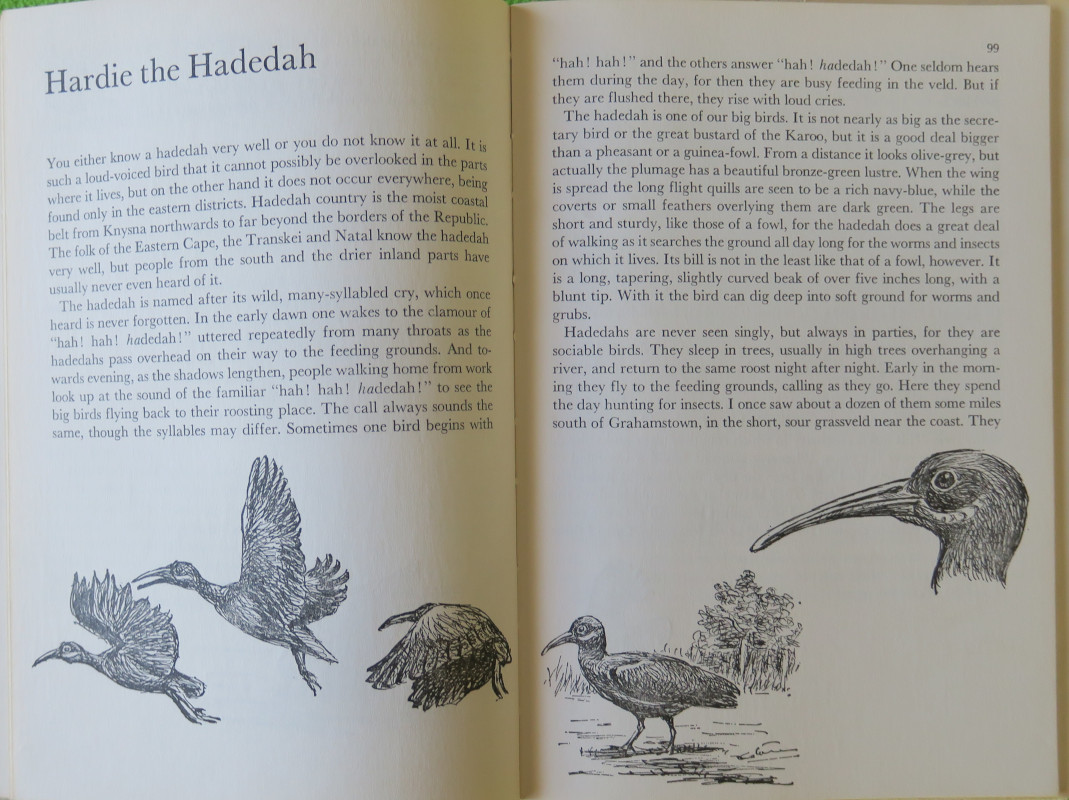 Hardie the Hadedah
You either know a hadedah very well or you do not know it at all. It is
such a loud-voiced bird that it cannot possibly be overlooked in the parts
where it lives, but on the other hand it does not occur everywhere, being
found only in the eastern districts. Hadedah country is the moist coastal
belt from Knysna northwards to far beyond the borders of the Republic.
The folk of the Eastern Cape, the Transkei and Natal know the hadedah
very well, but people from the south and the drier inland parts have
usually never even heard of it.
The hadedah is named after its wild, many-syllabled cry, which once
heard is never forgotten. In the early dawn one wakes to the clamour of
"hah! hah! hadedah!" uttered repeatedly from many throats as the
hadedahs pass overhead on their way to the feeding grounds. And to-
wards evening, as the shadows lengthen, people walking home from work
look up at the sound of the familiar "hah! hah! hadedah!" to see the
big birds flying back to their roosting place. The call always sounds the
same, though the syllables may differ. Sometimes one bird begins with
99
"hah! hah!" and the others answer "hah! hadedah!" One seldom hears
them during the day, for then they are busy feeding in the veld. But if
they are flushed there, they rise with loud cries.
The hadedah is one of our big birds. It is not nearly as big as the secre-
tary bird or the great bustard of the Karoo, but it is a good deal bigger
than a pheasant or a guinea-fowl. From a distance it looks olive-grey, but
actually the plumage has a beautiful bronze-green lustre. When the wing
is spread the long flight quills are seen to be a rich navy-blue, while the
coverts or small feathers overlying them are dark green. The legs are
short and sturdy, like those of a fowl, for the hadedah does a great deal
of walking as it searches the ground all day long for the worms and insects
on which it lives. Its bill is not in the least like that of a fowl, however. It
is a long, tapering, slightly curved beak of over five inches long, with a
blunt tip. With it the bird can dig deep into soft ground for worms and
grubs.
Hadedahs are never seen singly, but always in parties, for they are
sociable birds. They sleep in trees, usually in high trees overhanging a
river, and return to the same roost night after night. Early in the morn-
ing they fly to the feeding grounds, calling as they go. Here they spend
the day hunting for insects. I once saw about a dozen of them some miles
south of Grahamstown, in the short, sour grassveld near the coast. They